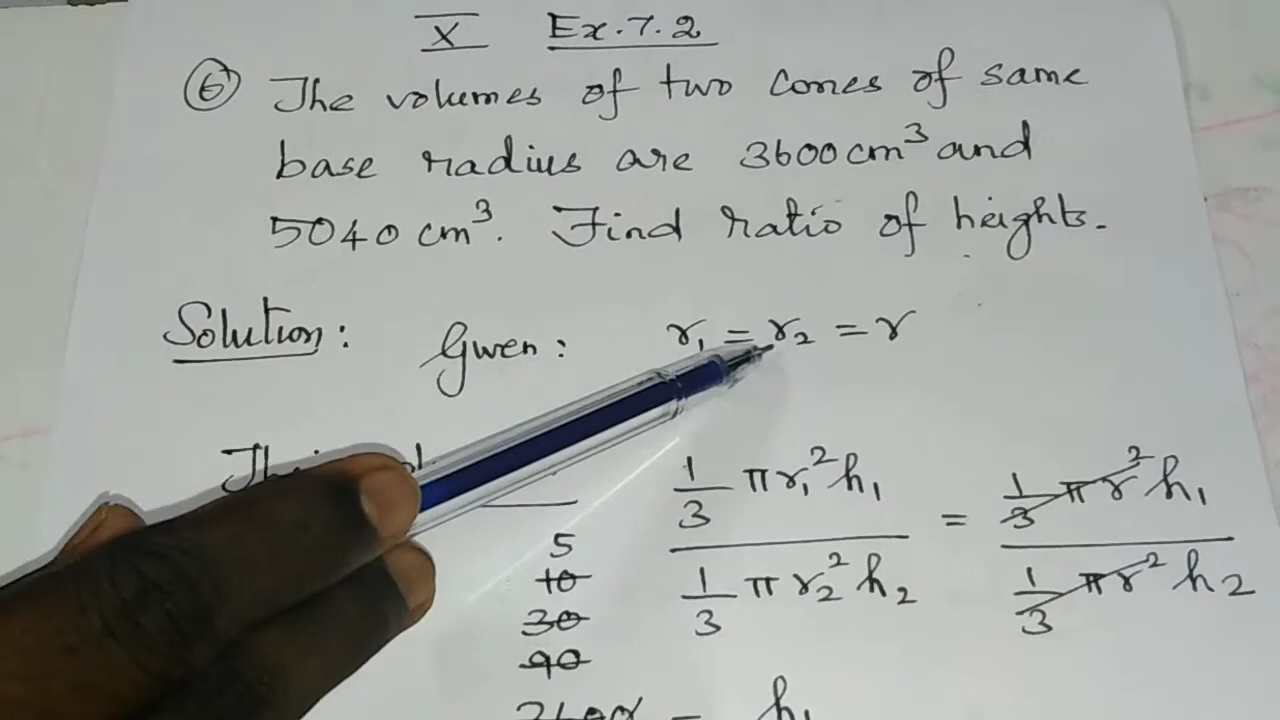 X Ex.7.2
⑥ The volumes of two cones of same
base radius are 3600cm³ and
5040 cm³. Find ratio of heights.
Solution: Given: r₁ = r₂ = r
1/3 πr₁²h₁ / 1/3 πr₂²h₂ = 1/3 πr²h₁ / 1/3 πr²h₂
5
10
30
90
= h₁